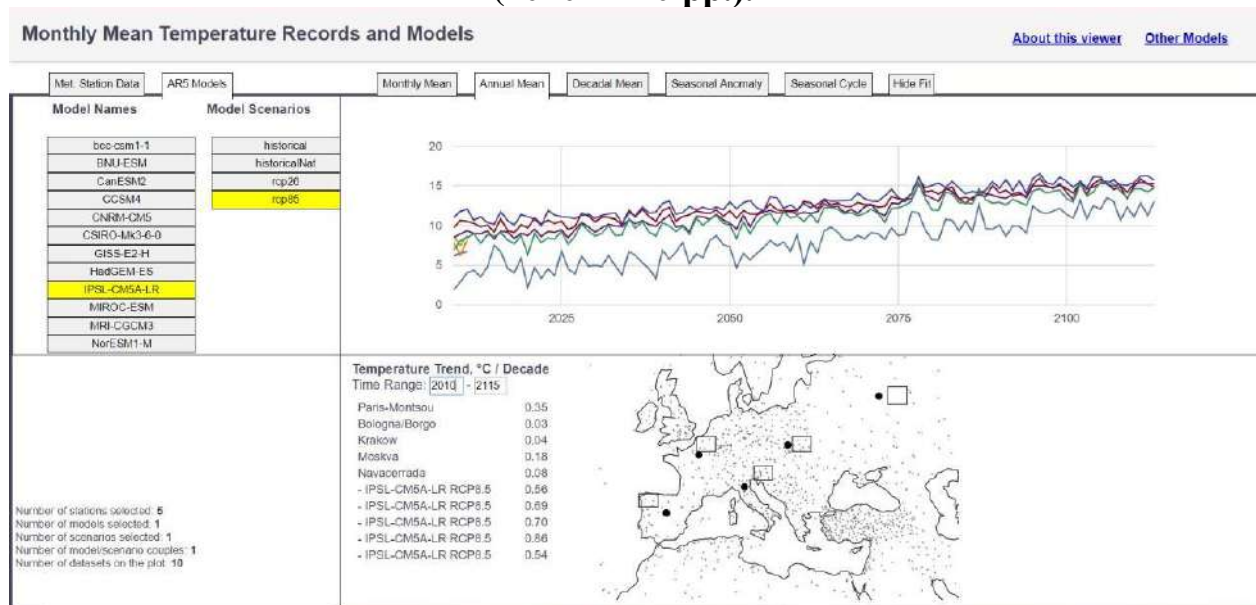 Monthly Mean Temperature Records and Models
About this viewer Other Models
Met. Station Data AR5 Models
Monthly Mean Annual Mean Decadal Mean Seasonal Anomaly Seasonal Cycle Hide Fit
Model Names Model Scenarios
bcc-csm1-1 historical
BNU-ESM historicalNat
CanESM2 rcp26
CCSM4 rcp85
CNRM-CM5
CSIRO-Mk3-6-0
GISS-E2-H
HadGEM-ES
IPSL-CM5A-LR
MIROC-ESM
MRI-CGCM3
NorESM1-M
20
15
10
5
0
2025 2050 2075 2100
Temperature Trend, °C / Decade
Time Range: 2010 - 2115
Paris-Montsou 0.35
Bologna/Borgo 0.03
Krakow 0.04
Moskva 0.18
Navacerrada 0.08
- IPSL-CM5A-LR RCP8.5 0.56
- IPSL-CM5A-LR RCP8.5 0.69
- IPSL-CM5A-LR RCP8.5 0.70
- IPSL-CM5A-LR RCP8.5 0.86
- IPSL-CM5A-LR RCP8.5 0.54
Number of stations selected: 5
Number of models selected: 1
Number of scenarios selected: 1
Number of model/scenario couples: 1
Number of datasets on the plot: 10